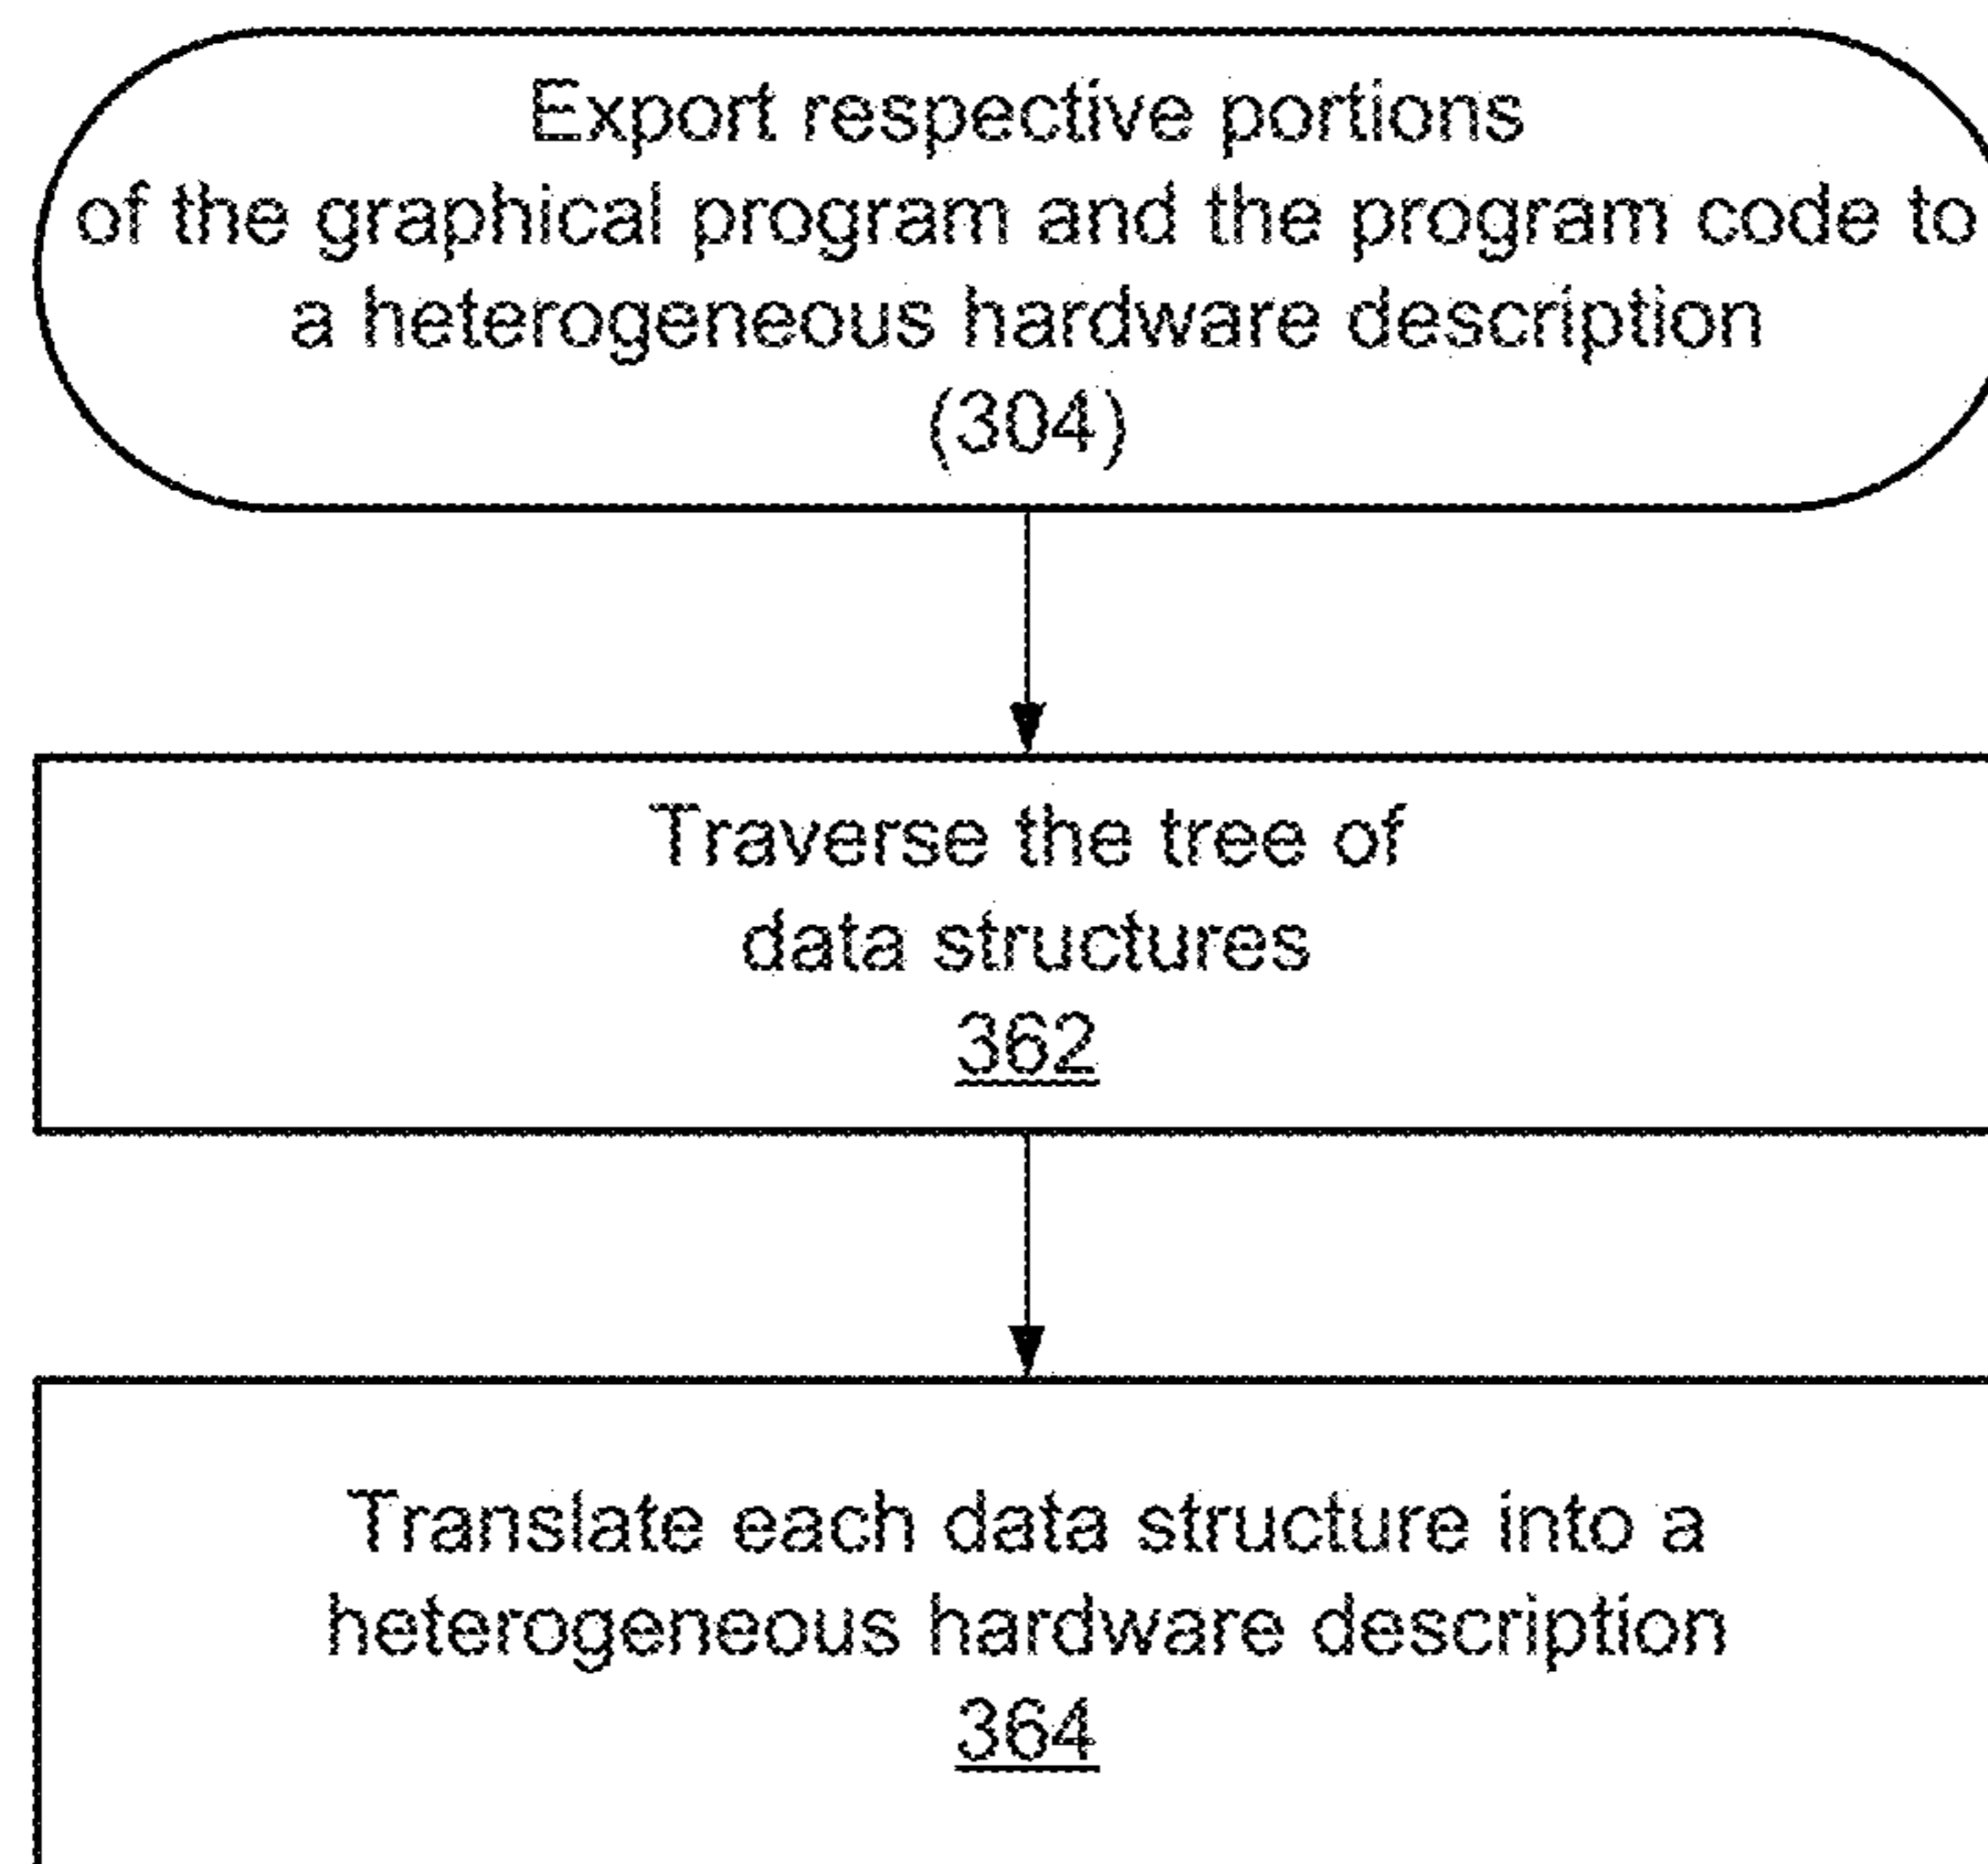 Export respective portions
of the graphical program and the program code to
a heterogeneous hardware description
(304)
Traverse the tree of
data structures
362
Translate each data structure into a
heterogeneous hardware description
364